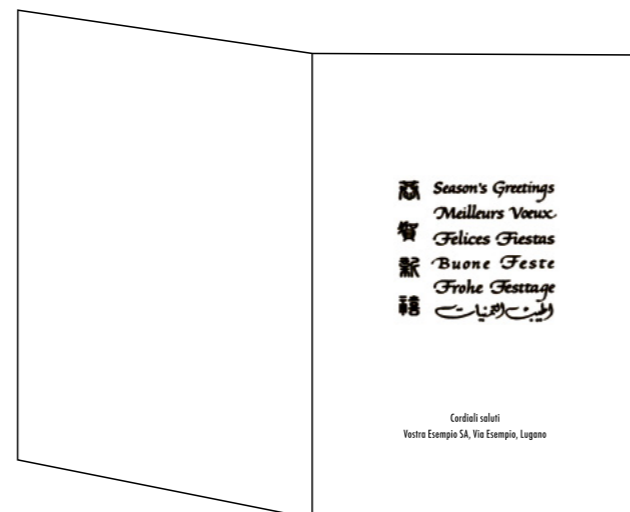 恭賀新禧
Season's Greetings
Meilleurs Vœux
Felices Fiestas
Buone Feste
Frohe Festtage
أطيب التمنيات
Cordiali saluti
Vostra Esempio SA, Via Esempio, Lugano